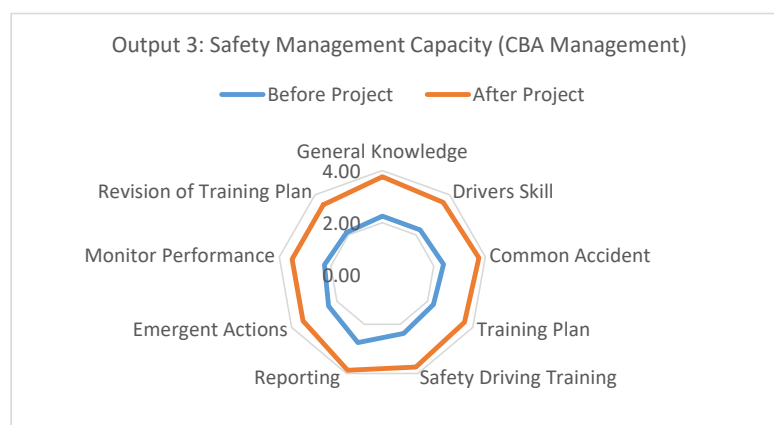 Output 3: Safety Management Capacity (CBA Management)
Before Project
After Project
General Knowledge
4.00
Revision of Training Plan
Drivers Skill
2.00
Monitor Performance
Common Accident
0.00
Emergent Actions
Training Plan
Reporting
Safety Driving Training